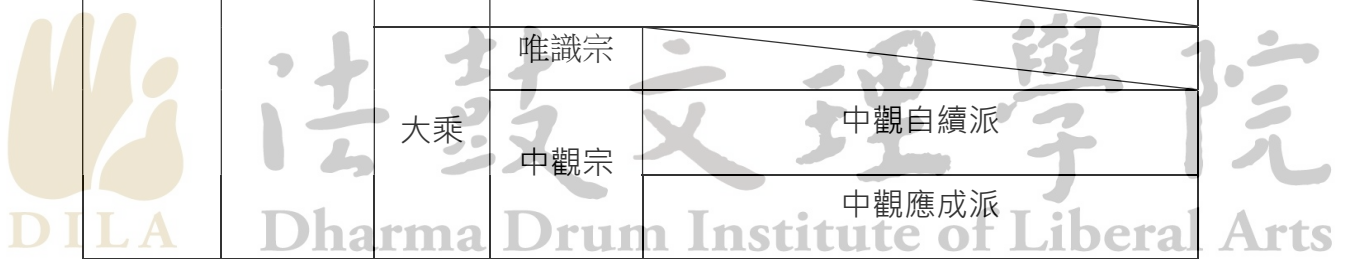 唯識宗
大乘
中觀自續派
中觀宗
中觀應成派
法鼓文理學院
DILA
Dharma Drum Institute of Liberal Arts